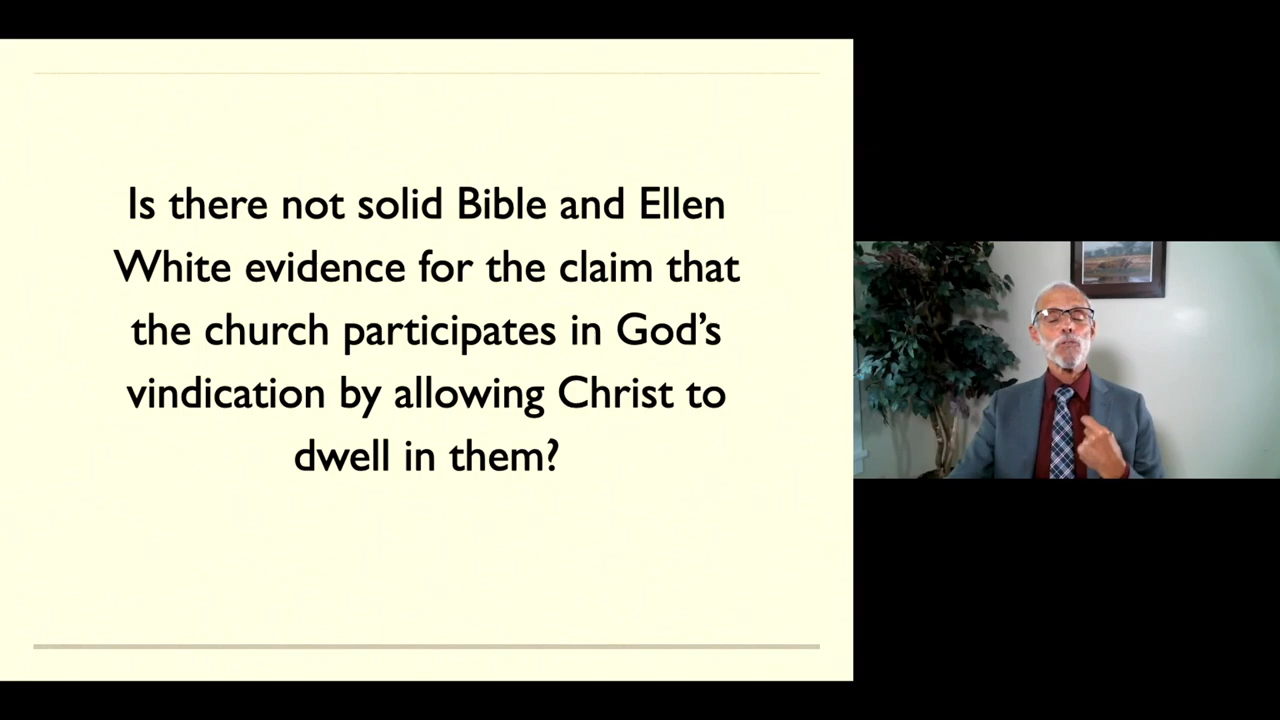 Is there not solid Bible and Ellen
White evidence for the claim that
the church participates in God’s
vindication by allowing Christ to
dwell in them?